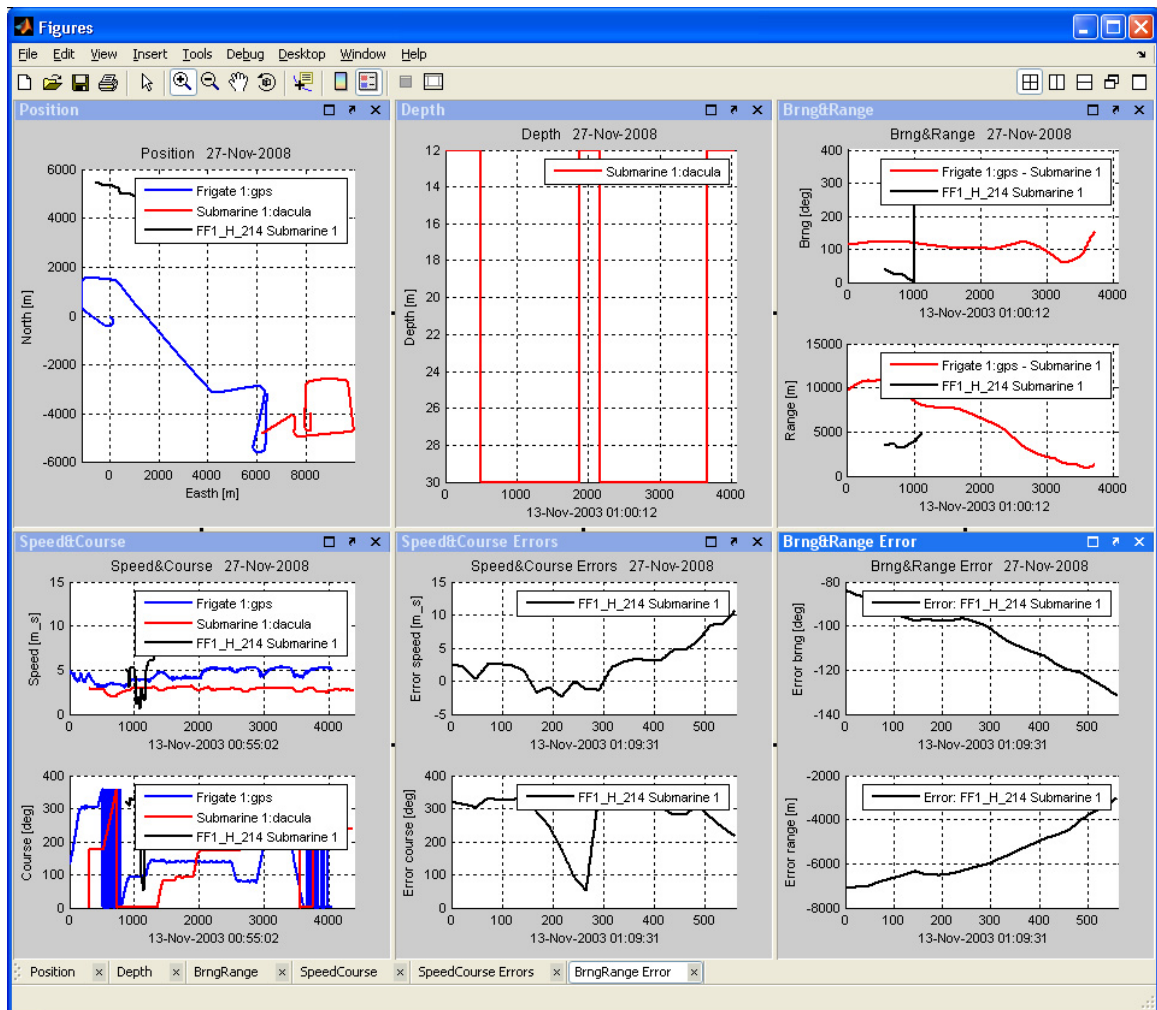 Figures
File Edit View Insert Tools Debug Desktop Window Help
Position
Position 27-Nov-2008
Frigate 1:gps
Submarine 1:dacula
FF1_H_214 Submarine 1
6000
4000
2000
0
-2000
-4000
-6000
North [m]
0 2000 4000 6000 8000
Easth [m]
Depth
Depth 27-Nov-2008
Submarine 1:dacula
12
14
16
18
20
22
24
26
28
30
Depth [m]
0 1000 2000 3000 4000
13-Nov-2003 01:00:12
Brng&Range
Brng&Range 27-Nov-2008
Frigate 1:gps - Submarine 1
FF1_H_214 Submarine 1
400
300
200
100
0
Brng [deg]
0 1000 2000 3000 4000
13-Nov-2003 01:00:12
Frigate 1:gps - Submarine 1
FF1_H_214 Submarine 1
15000
10000
5000
0
Range [m]
0 1000 2000 3000 4000
13-Nov-2003 01:00:12
Speed&Course
Speed&Course 27-Nov-2008
Frigate 1:gps
Submarine 1:dacula
FF1_H_214 Submarine 1
15
10
5
0
Speed [m_s]
0 1000 2000 3000 4000
13-Nov-2003 00:55:02
Frigate 1:gps
Submarine 1:dacula
FF1_H_214 Submarine 1
400
300
200
100
0
Course [deg]
0 1000 2000 3000 4000
13-Nov-2003 00:55:02
Speed&Course Errors
Speed&Course Errors 27-Nov-2008
FF1_H_214 Submarine 1
15
10
5
0
-5
Error speed [m_s]
0 100 200 300 400 500
13-Nov-2003 01:09:31
FF1_H_214 Submarine 1
400
300
200
100
0
Error course [deg]
0 100 200 300 400 500
13-Nov-2003 01:09:31
Brng&Range Error
Brng&Range Error 27-Nov-2008
Error: FF1_H_214 Submarine 1
-80
-100
-120
-140
Error brng [deg]
0 100 200 300 400 500
13-Nov-2003 01:09:31
Error: FF1_H_214 Submarine 1
-2000
-4000
-6000
-8000
Error range [m]
0 100 200 300 400 500
13-Nov-2003 01:09:31
Position Depth BrngRange SpeedCourse SpeedCourse Errors BrngRange Error